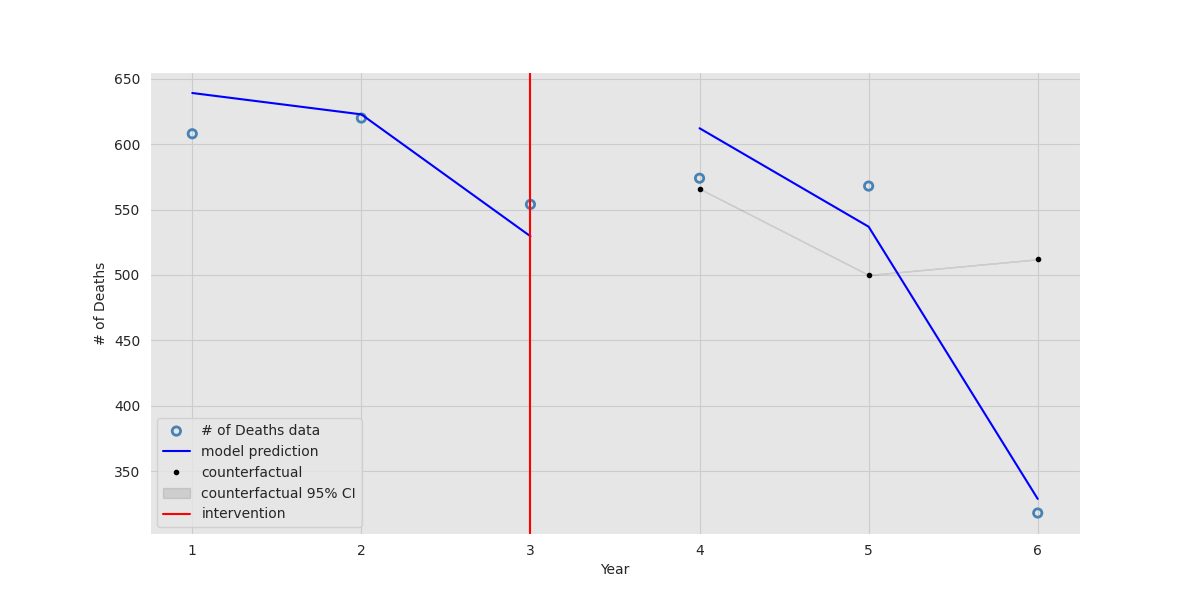 650
600
550
500
450
400
350
# of Deaths
# of Deaths data
model prediction
counterfactual
counterfactual 95% CI
intervention
1 2 3 4 5 6
Year